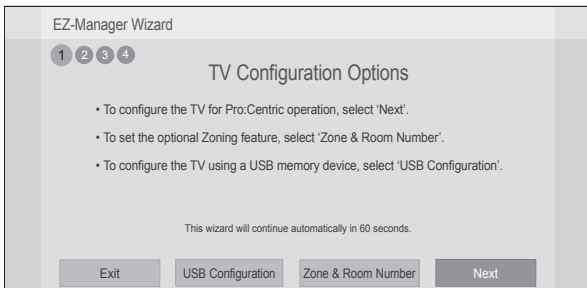 EZ-Manager Wizard
1 2 3 4
TV Configuration Options
• To configure the TV for Pro:Centric operation, select ‘Next’.
• To set the optional Zoning feature, select ‘Zone & Room Number’.
• To configure the TV using a USB memory device, select ‘USB Configuration’.
This wizard will continue automatically in 60 seconds.
Exit USB Configuration Zone & Room Number Next